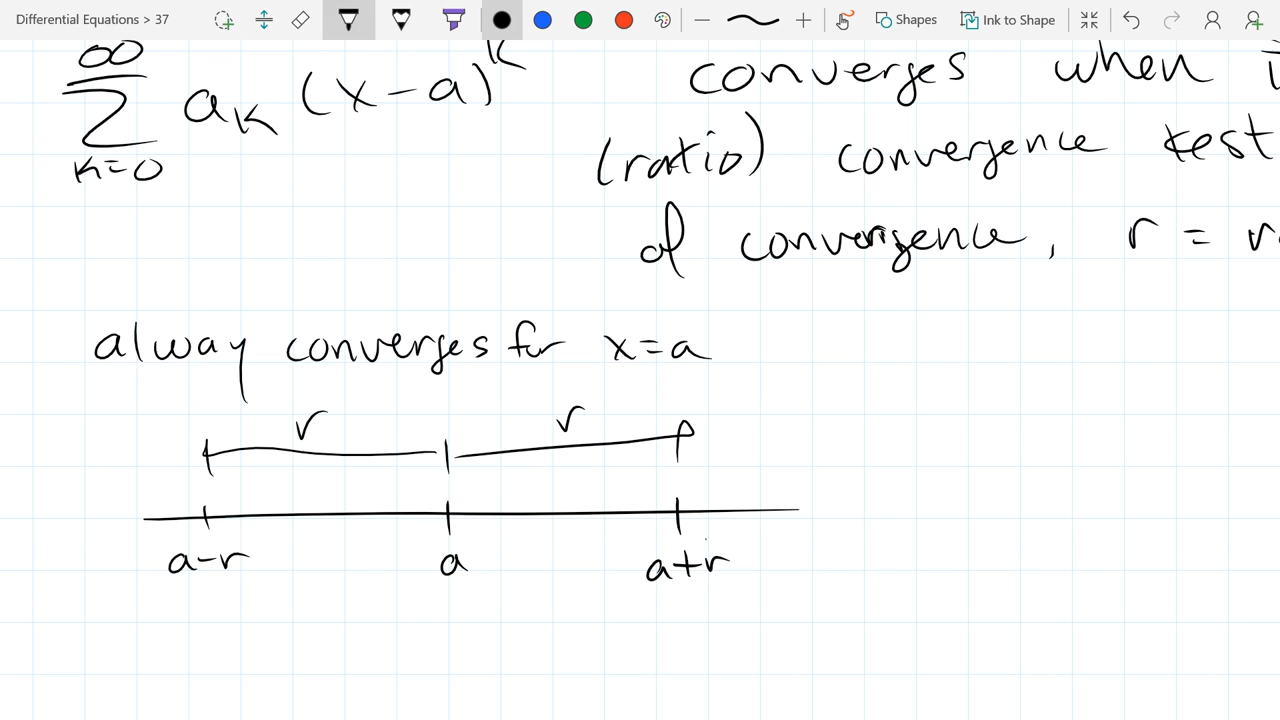 Differential Equations > 37
Shapes
Ink to Shape
∞
∑ a_K (x-a)^K
K=0
converges when
(ratio) convergence test
of convergence, r =
alway converges for x=a
r r
a-r a a+r